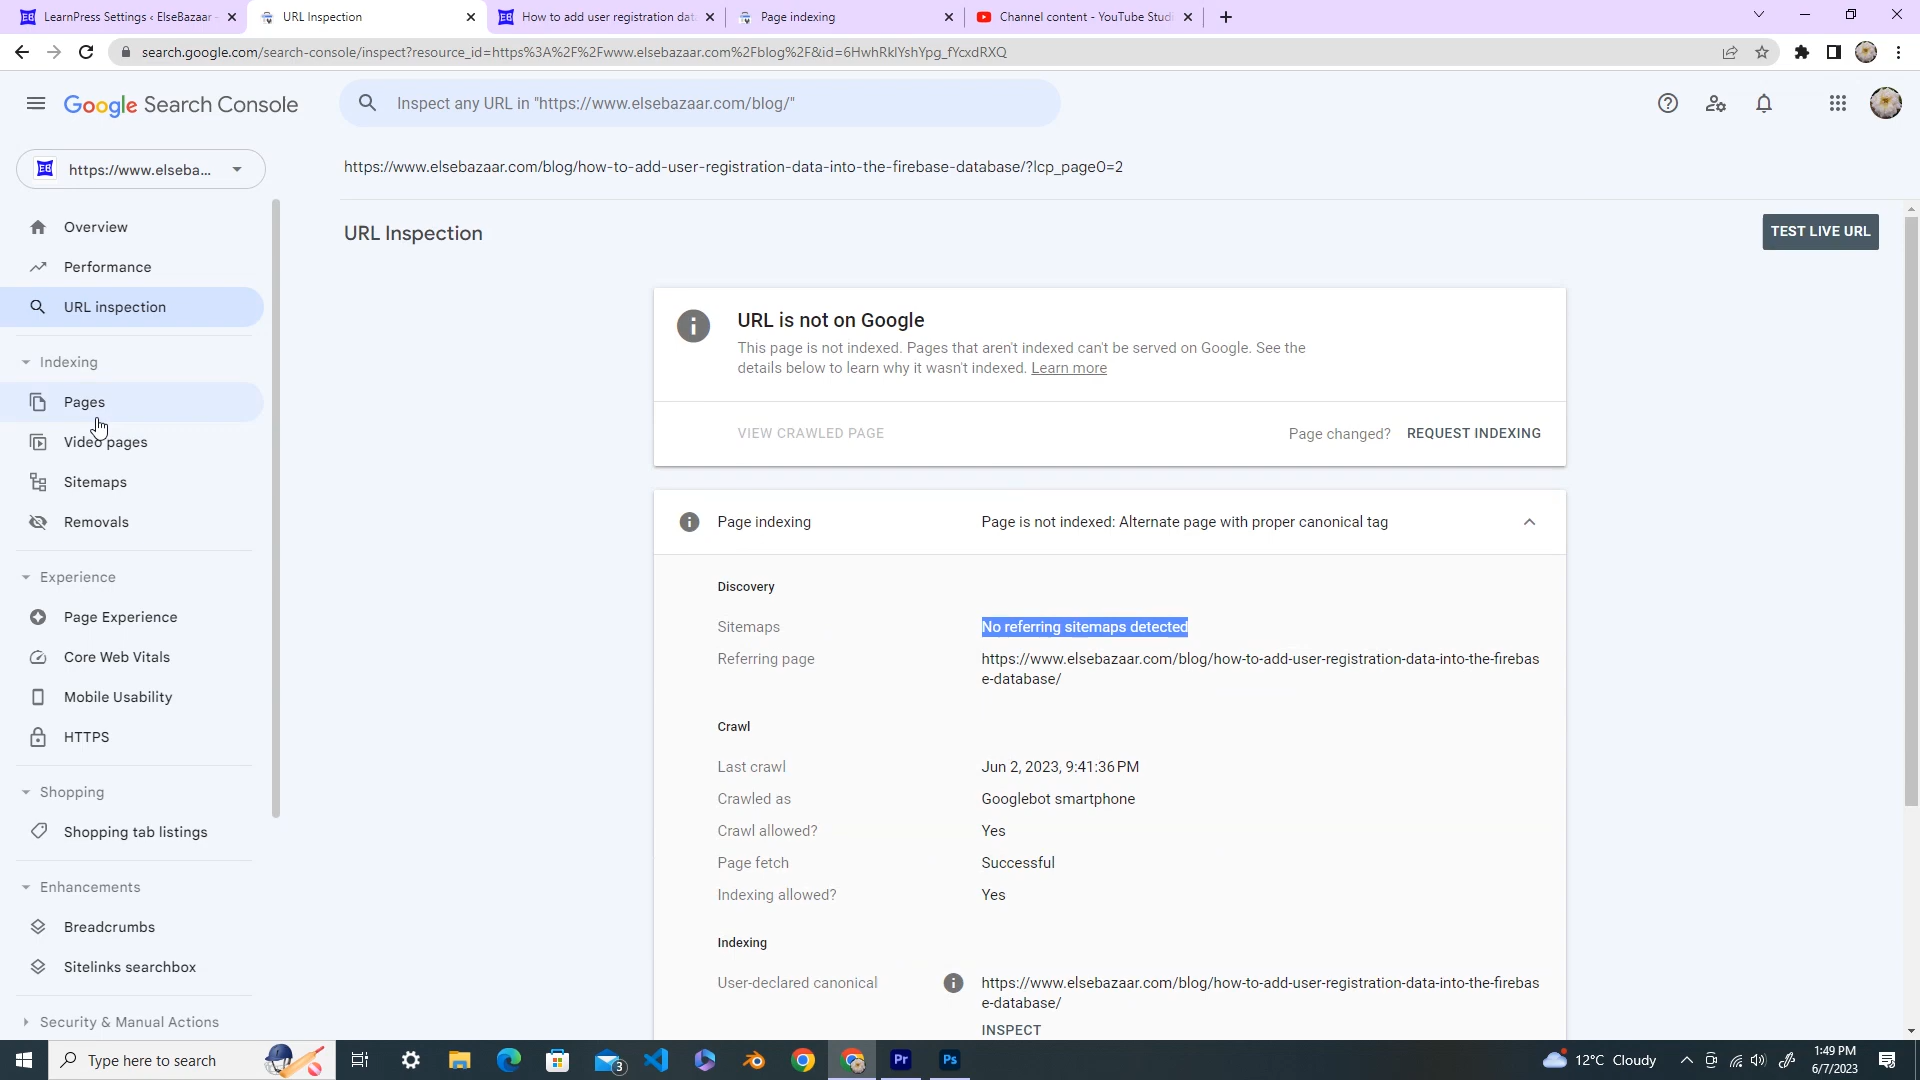 LearnPress Settings ‹ ElseBazaar -
URL Inspection
How to add user registration dat
Page indexing
Channel content - YouTube Studi
search.google.com/search-console/inspect?resource_id=https%3A%2F%2Fwww.elsebazaar.com%2Fblog%2F&id=6HwhRklYshYpg_fYcxdRXQ
Google Search Console
Inspect any URL in "https://www.elsebazaar.com/blog/"
https://www.elseba...
https://www.elsebazaar.com/blog/how-to-add-user-registration-data-into-the-firebase-database/?lcp_page0=2
Overview
Performance
URL inspection
Indexing
Pages
Video pages
Sitemaps
Removals
Experience
Page Experience
Core Web Vitals
Mobile Usability
HTTPS
Shopping
Shopping tab listings
Enhancements
Breadcrumbs
Sitelinks searchbox
Security & Manual Actions
URL Inspection
TEST LIVE URL
URL is not on Google
This page is not indexed. Pages that aren't indexed can't be served on Google. See the
details below to learn why it wasn't indexed. Learn more
VIEW CRAWLED PAGE
Page changed? REQUEST INDEXING
Page indexing
Page is not indexed: Alternate page with proper canonical tag
Discovery
Sitemaps
No referring sitemaps detected
Referring page
https://www.elsebazaar.com/blog/how-to-add-user-registration-data-into-the-firebas
e-database/
Crawl
Last crawl
Jun 2, 2023, 9:41:36 PM
Crawled as
Googlebot smartphone
Crawl allowed?
Yes
Page fetch
Successful
Indexing allowed?
Yes
Indexing
User-declared canonical
https://www.elsebazaar.com/blog/how-to-add-user-registration-data-into-the-firebas
e-database/
INSPECT
Type here to search
3
Pr
Ps
12°C Cloudy
1:49 PM
6/7/2023